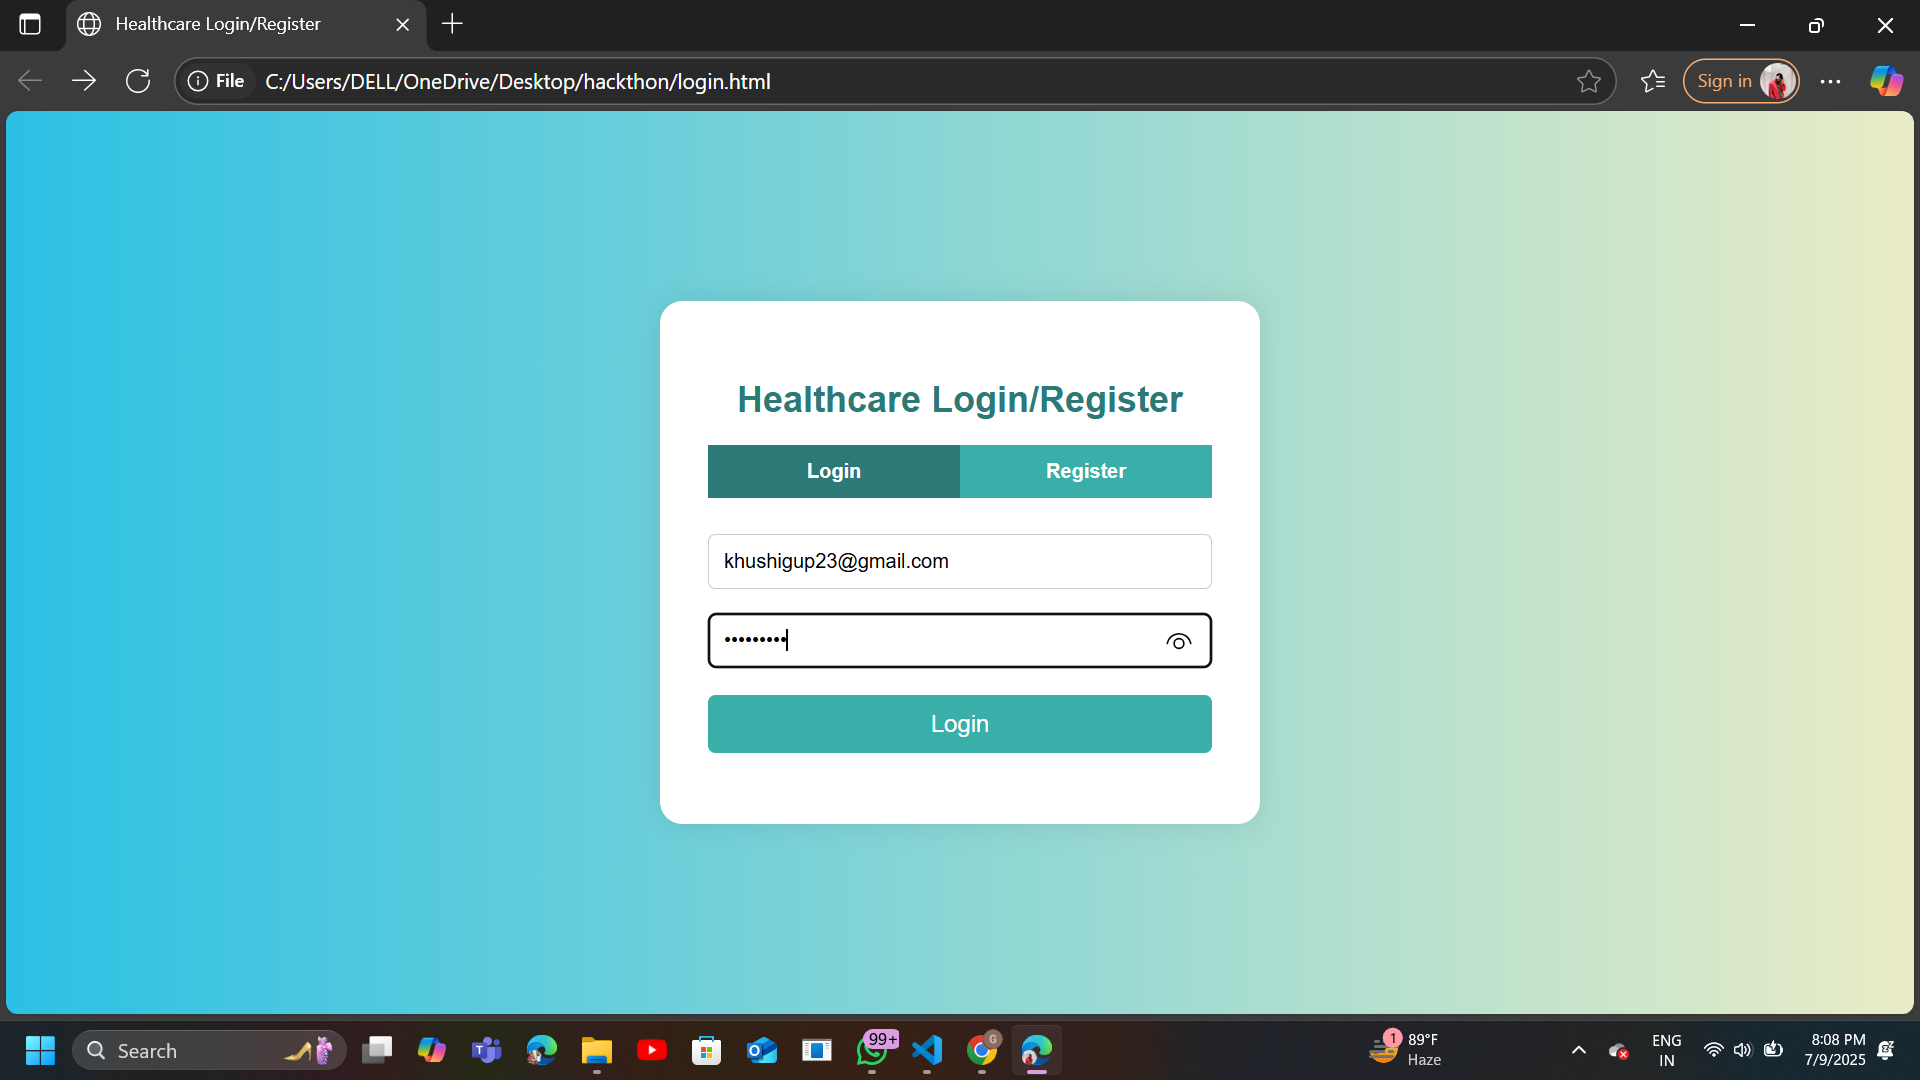 Healthcare Login/Register
File
C:/Users/DELL/OneDrive/Desktop/hackthon/login.html
Sign in
Healthcare Login/Register
Login
Register
khushigup23@gmail.com
•••••••••
Login
Search
T
O
99+
G
1
89°F
Haze
ENG
IN
8:08 PM
7/9/2025